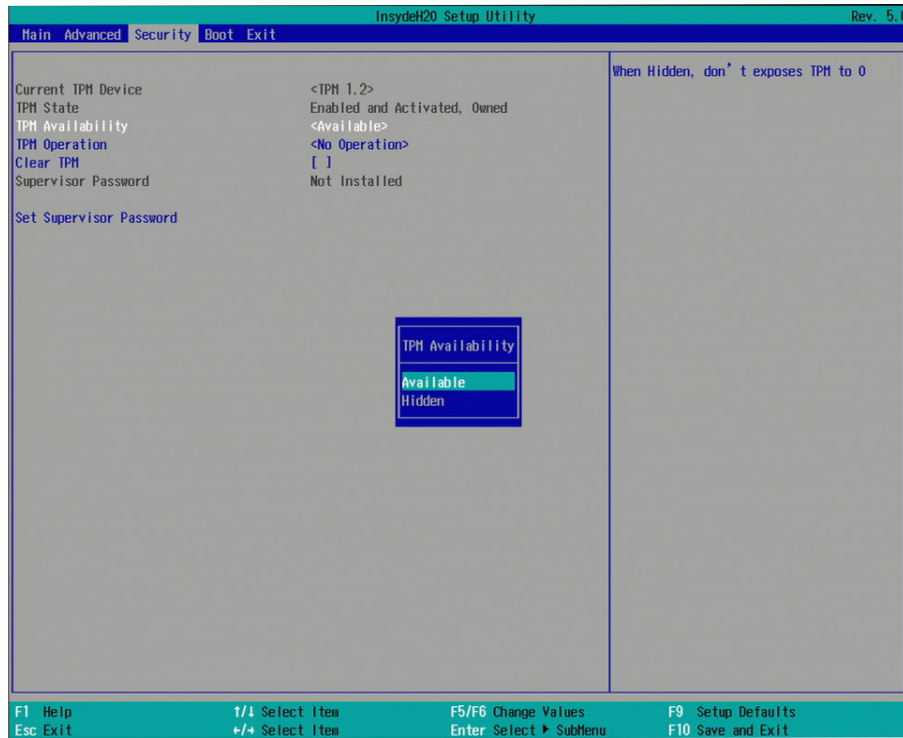 InsydeH20 Setup Utility Rev. 5.
Main Advanced Security Boot Exit
When Hidden, don't exposes TPM to O
Current TPM Device <TPM 1.2>
TPM State Enabled and Activated, Owned
TPM Availability <Available>
TPM Operation <No Operation>
Clear TPM [ ]
Supervisor Password Not Installed
Set Supervisor Password
TPM Availability
Available
Hidden
F1 Help ↑/↓ Select Item F5/F6 Change Values F9 Setup Defaults
Esc Exit ←/→ Select Item Enter Select ▶ SubMenu F10 Save and Exit